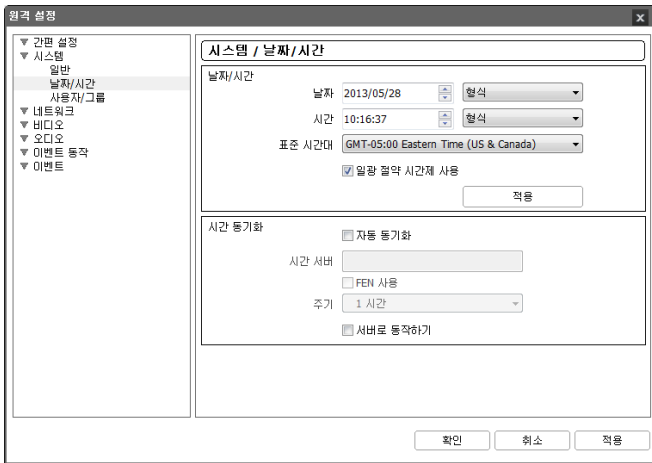 원격 설정
x
간편 설정
시스템
일반
날짜/시간
사용자/그룹
네트워크
비디오
오디오
이벤트 동작
이벤트
시스템 / 날짜/시간
날짜/시간
날짜 2013/05/28 형식
시간 10:16:37 형식
표준 시간대 GMT-05:00 Eastern Time (US & Canada)
일광 절약 시간제 사용
적용
시간 동기화
자동 동기화
시간 서버
FEN 사용
주기 1 시간
서버로 동작하기
확인 취소 적용